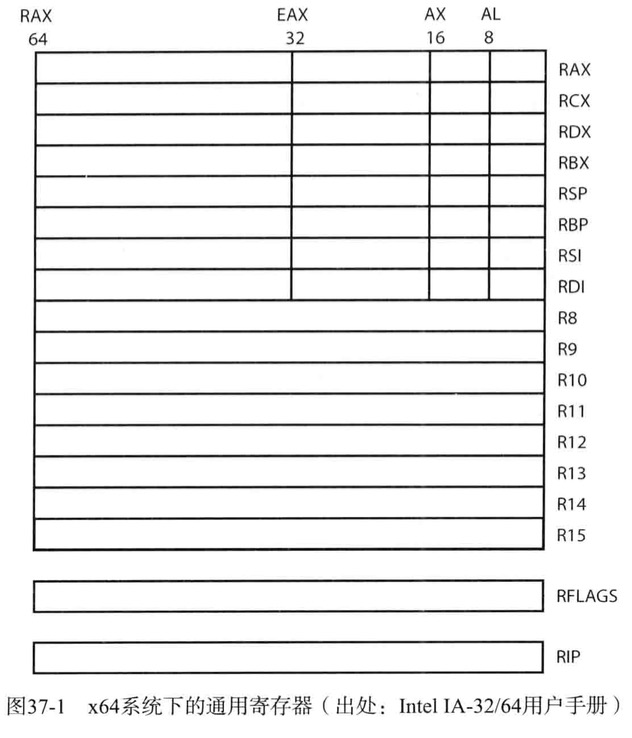 RAX EAX AX AL
64 32 16 8
RAX
RCX
RDX
RBX
RSP
RBP
RSI
RDI
R8
R9
R10
R11
R12
R13
R14
R15
RFLAGS
RIP
图37-1 x64系统下的通用寄存器（出处：Intel IA-32/64用户手册）